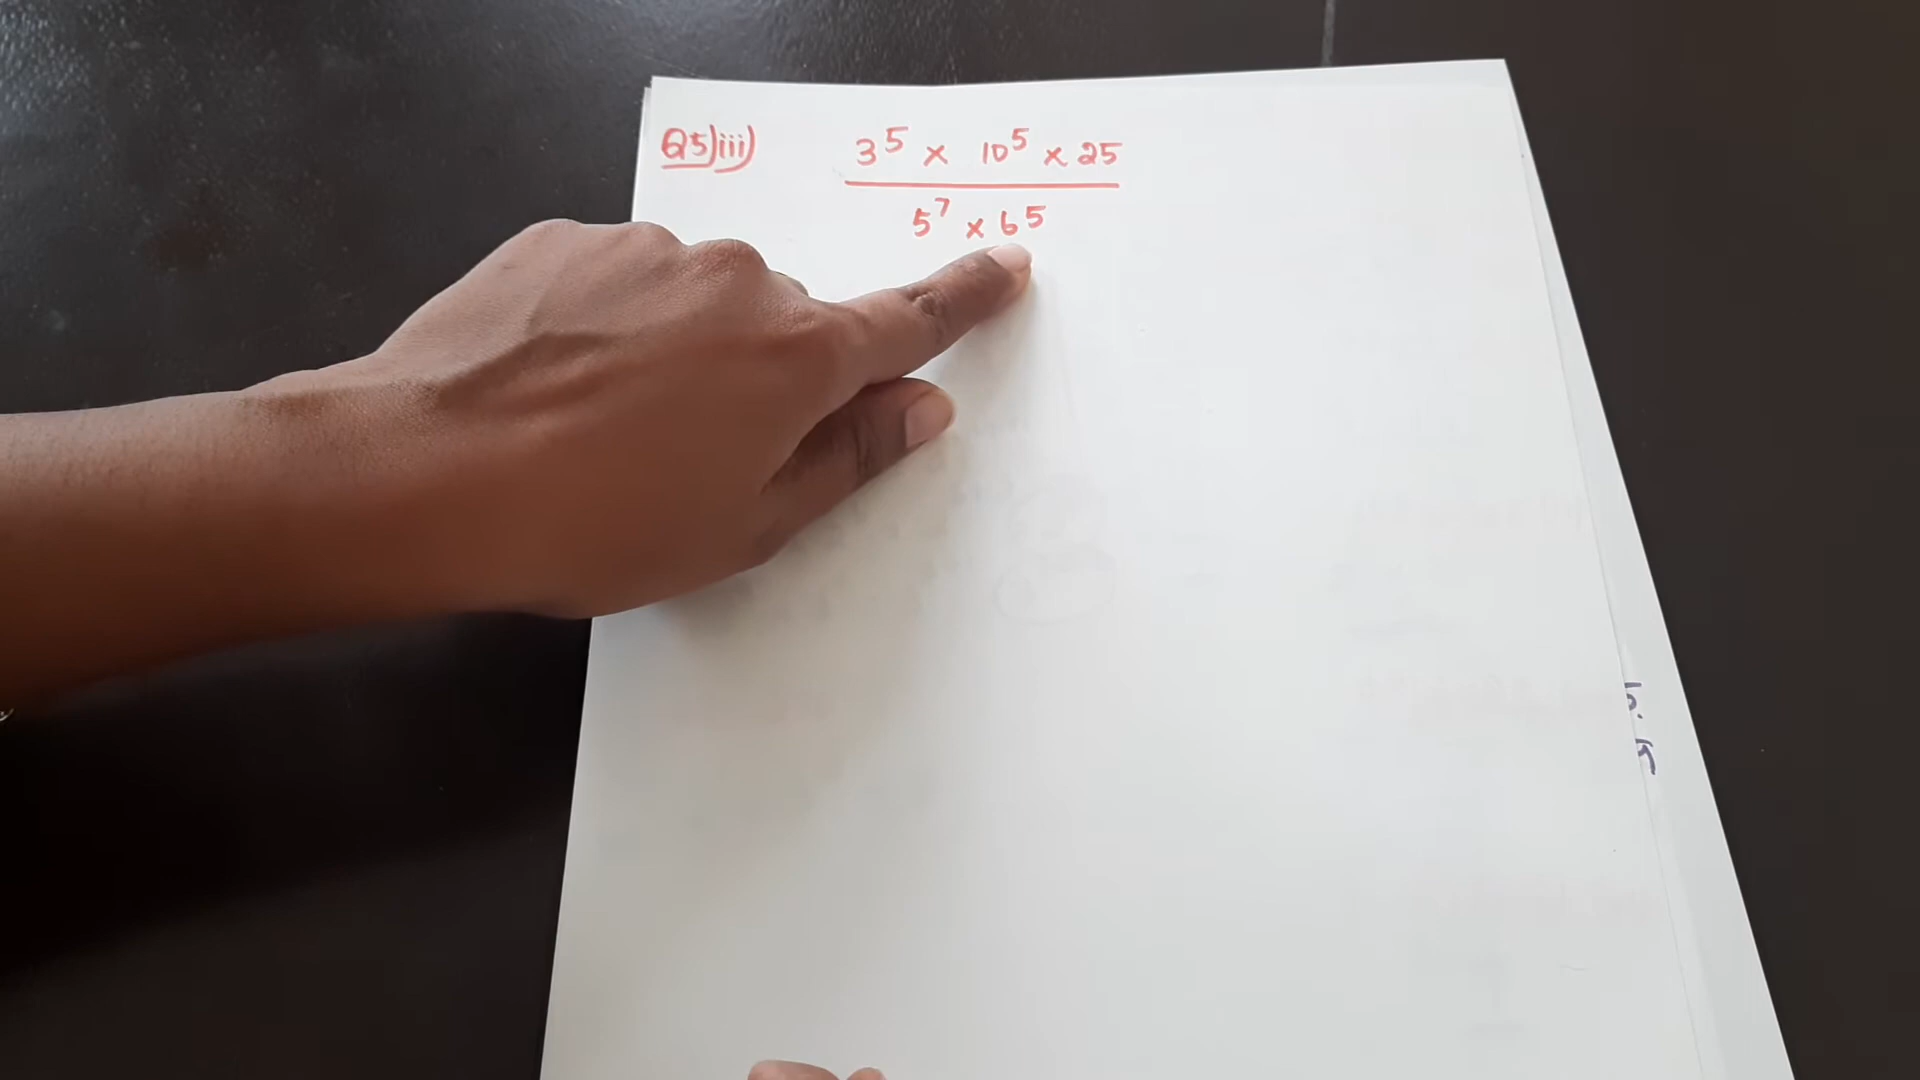 Q5)iii)
3⁵ × 10⁵ × 25
5⁷ × 6⁵